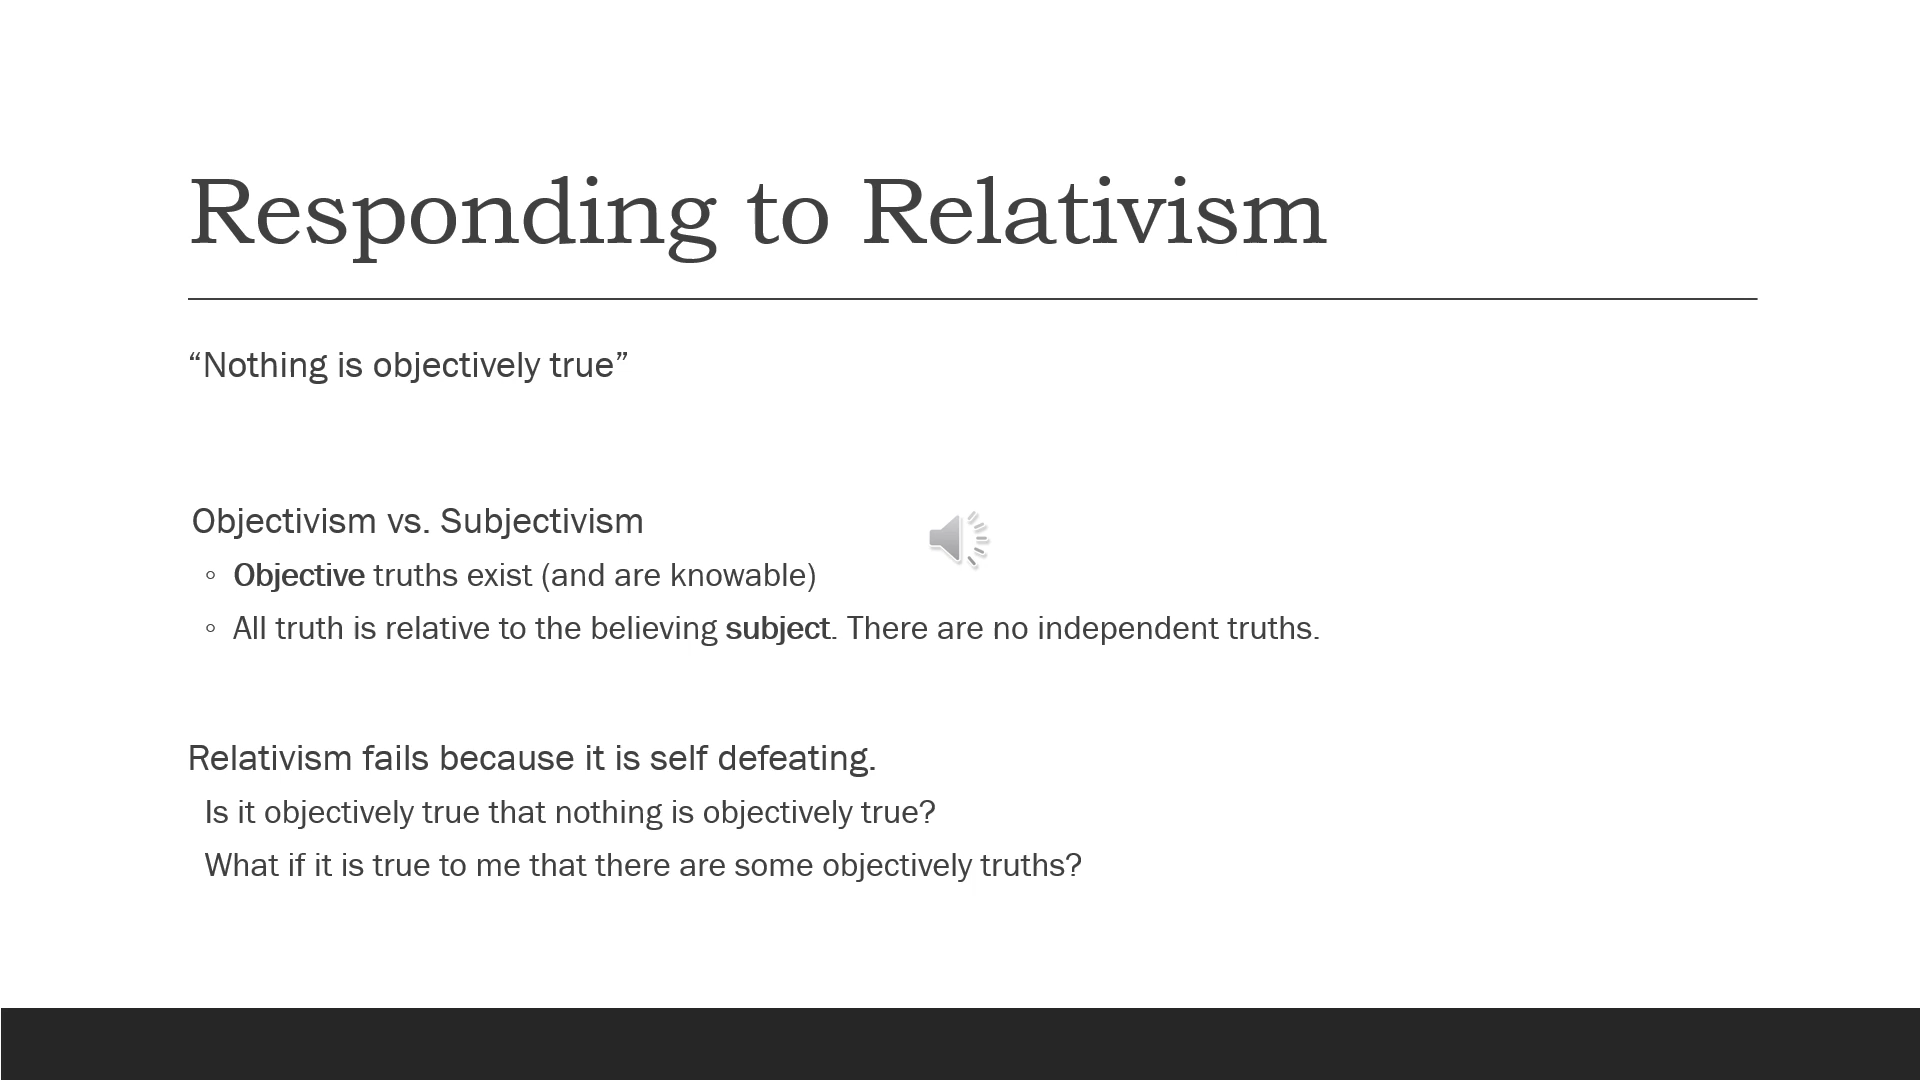 Responding to Relativism
“Nothing is objectively true”
Objectivism vs. Subjectivism
◦ Objective truths exist (and are knowable)
◦ All truth is relative to the believing subject. There are no independent truths.
Relativism fails because it is self defeating.
Is it objectively true that nothing is objectively true?
What if it is true to me that there are some objectively truths?